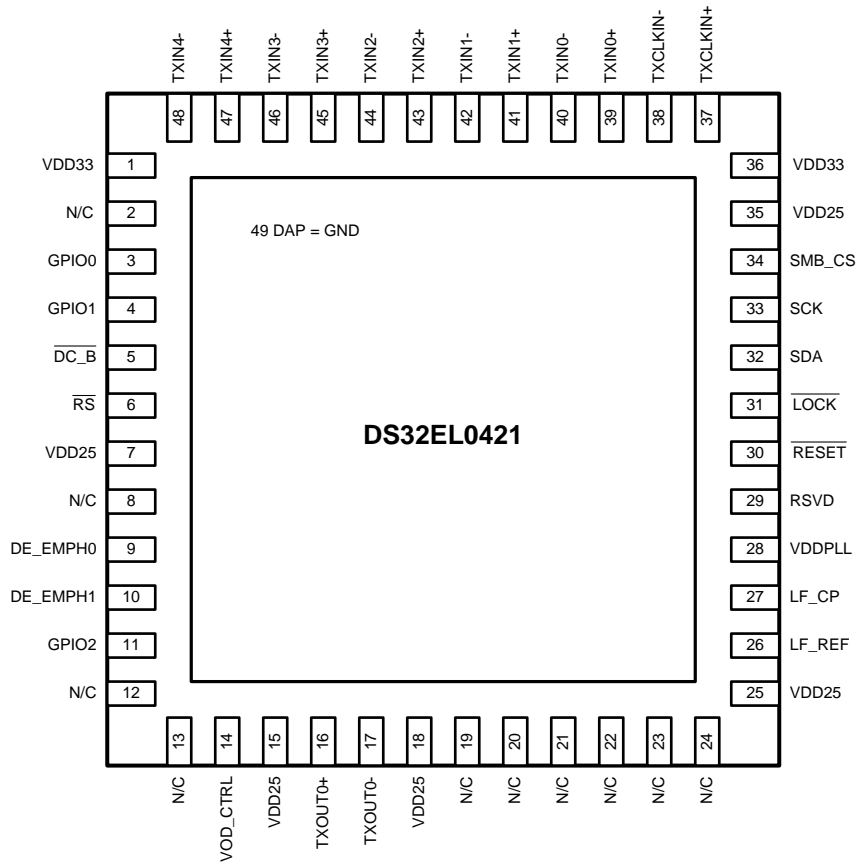 TXIN4-
TXIN4+
TXIN3-
TXIN3+
TXIN2-
TXIN2+
TXIN1-
TXIN1+
TXIN0-
TXIN0+
TXCLKIN-
TXCLKIN+
48
47
46
45
44
43
42
41
40
39
38
37
VDD33 1
36 VDD33
N/C 2
35 VDD25
49 DAP = GND
GPIO0 3
34 SMB_CS
GPIO1 4
33 SCK
DC_B 5
32 SDA
RS 6
31 LOCK
DS32EL0421
VDD25 7
30 RESET
N/C 8
29 RSVD
DE_EMPH0 9
28 VDDPLL
DE_EMPH1 10
27 LF_CP
GPIO2 11
26 LF_REF
N/C 12
25 VDD25
13
14
15
16
17
18
19
20
21
22
23
24
N/C
VOD_CTRL
VDD25
TXOUT0+
TXOUT0-
VDD25
N/C
N/C
N/C
N/C
N/C
N/C